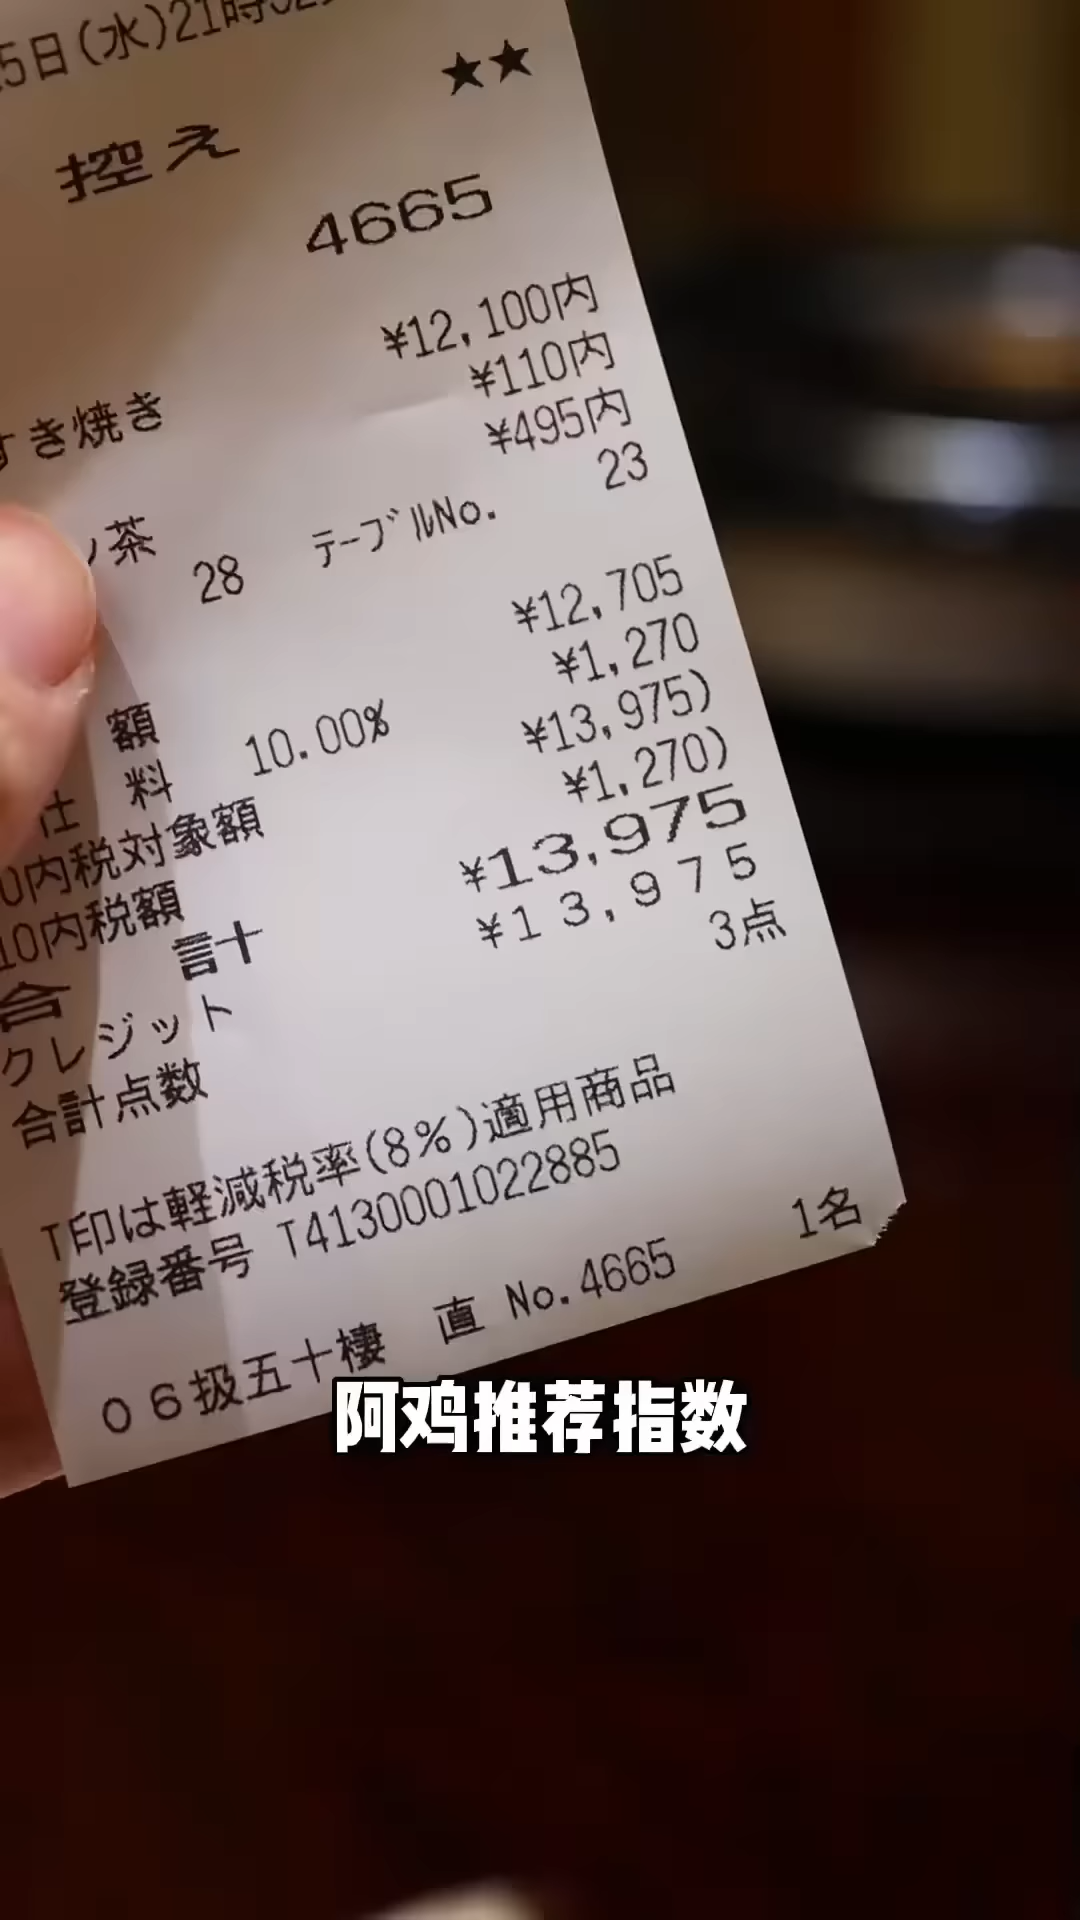 5日(水)21時
★★
控え
4665
¥12,100内
すき焼き ¥110内
¥495内
茶
28 テーブルNo. 23
¥12,705
額 ¥1,270
料 10.00% ¥13,975)
0内税対象額 ¥1,270)
10内税額 ¥13,975
合 計 ¥13,975
クレジット 3点
合計点数
T印は軽減税率(8%)適用商品
登録番号 T4130001022885
1名
06扱五十棲 直 No.4665
阿鸡推荐指数